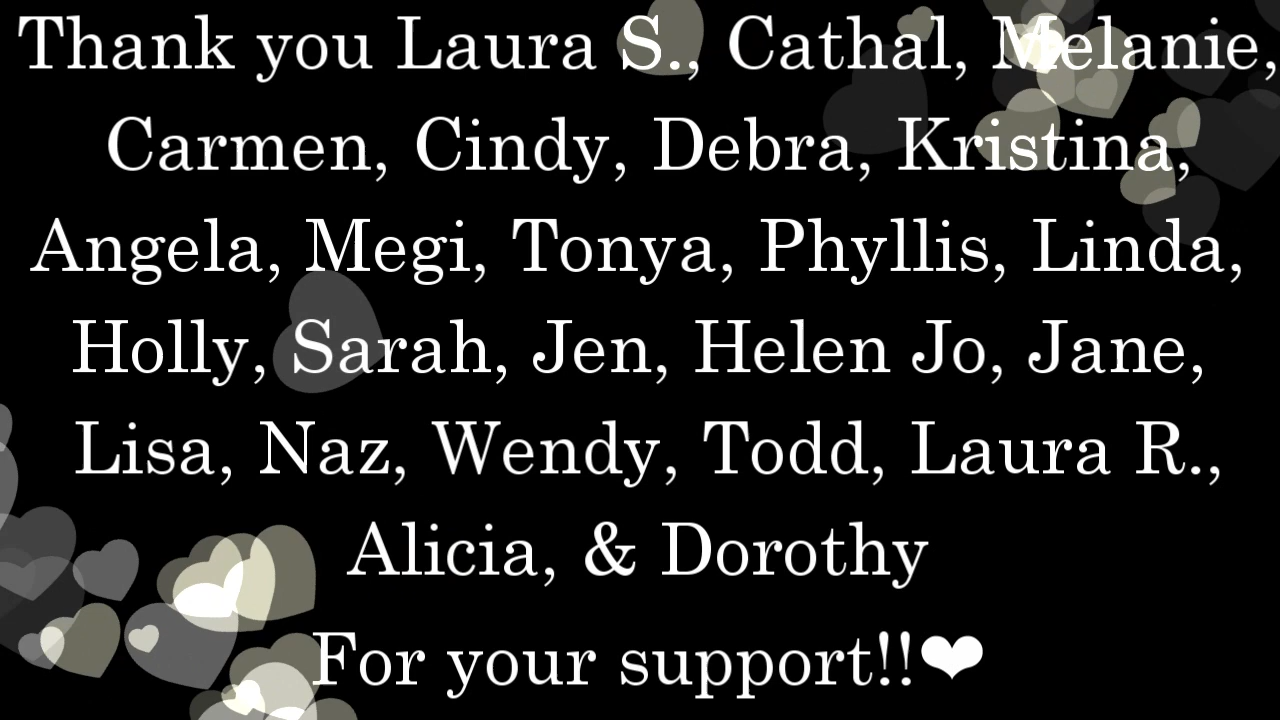 Thank you Laura S., Cathal, Melanie,
Carmen, Cindy, Debra, Kristina,
Angela, Megi, Tonya, Phyllis, Linda,
Holly, Sarah, Jen, Helen Jo, Jane,
Lisa, Naz, Wendy, Todd, Laura R.,
Alicia, & Dorothy
For your support!!❤